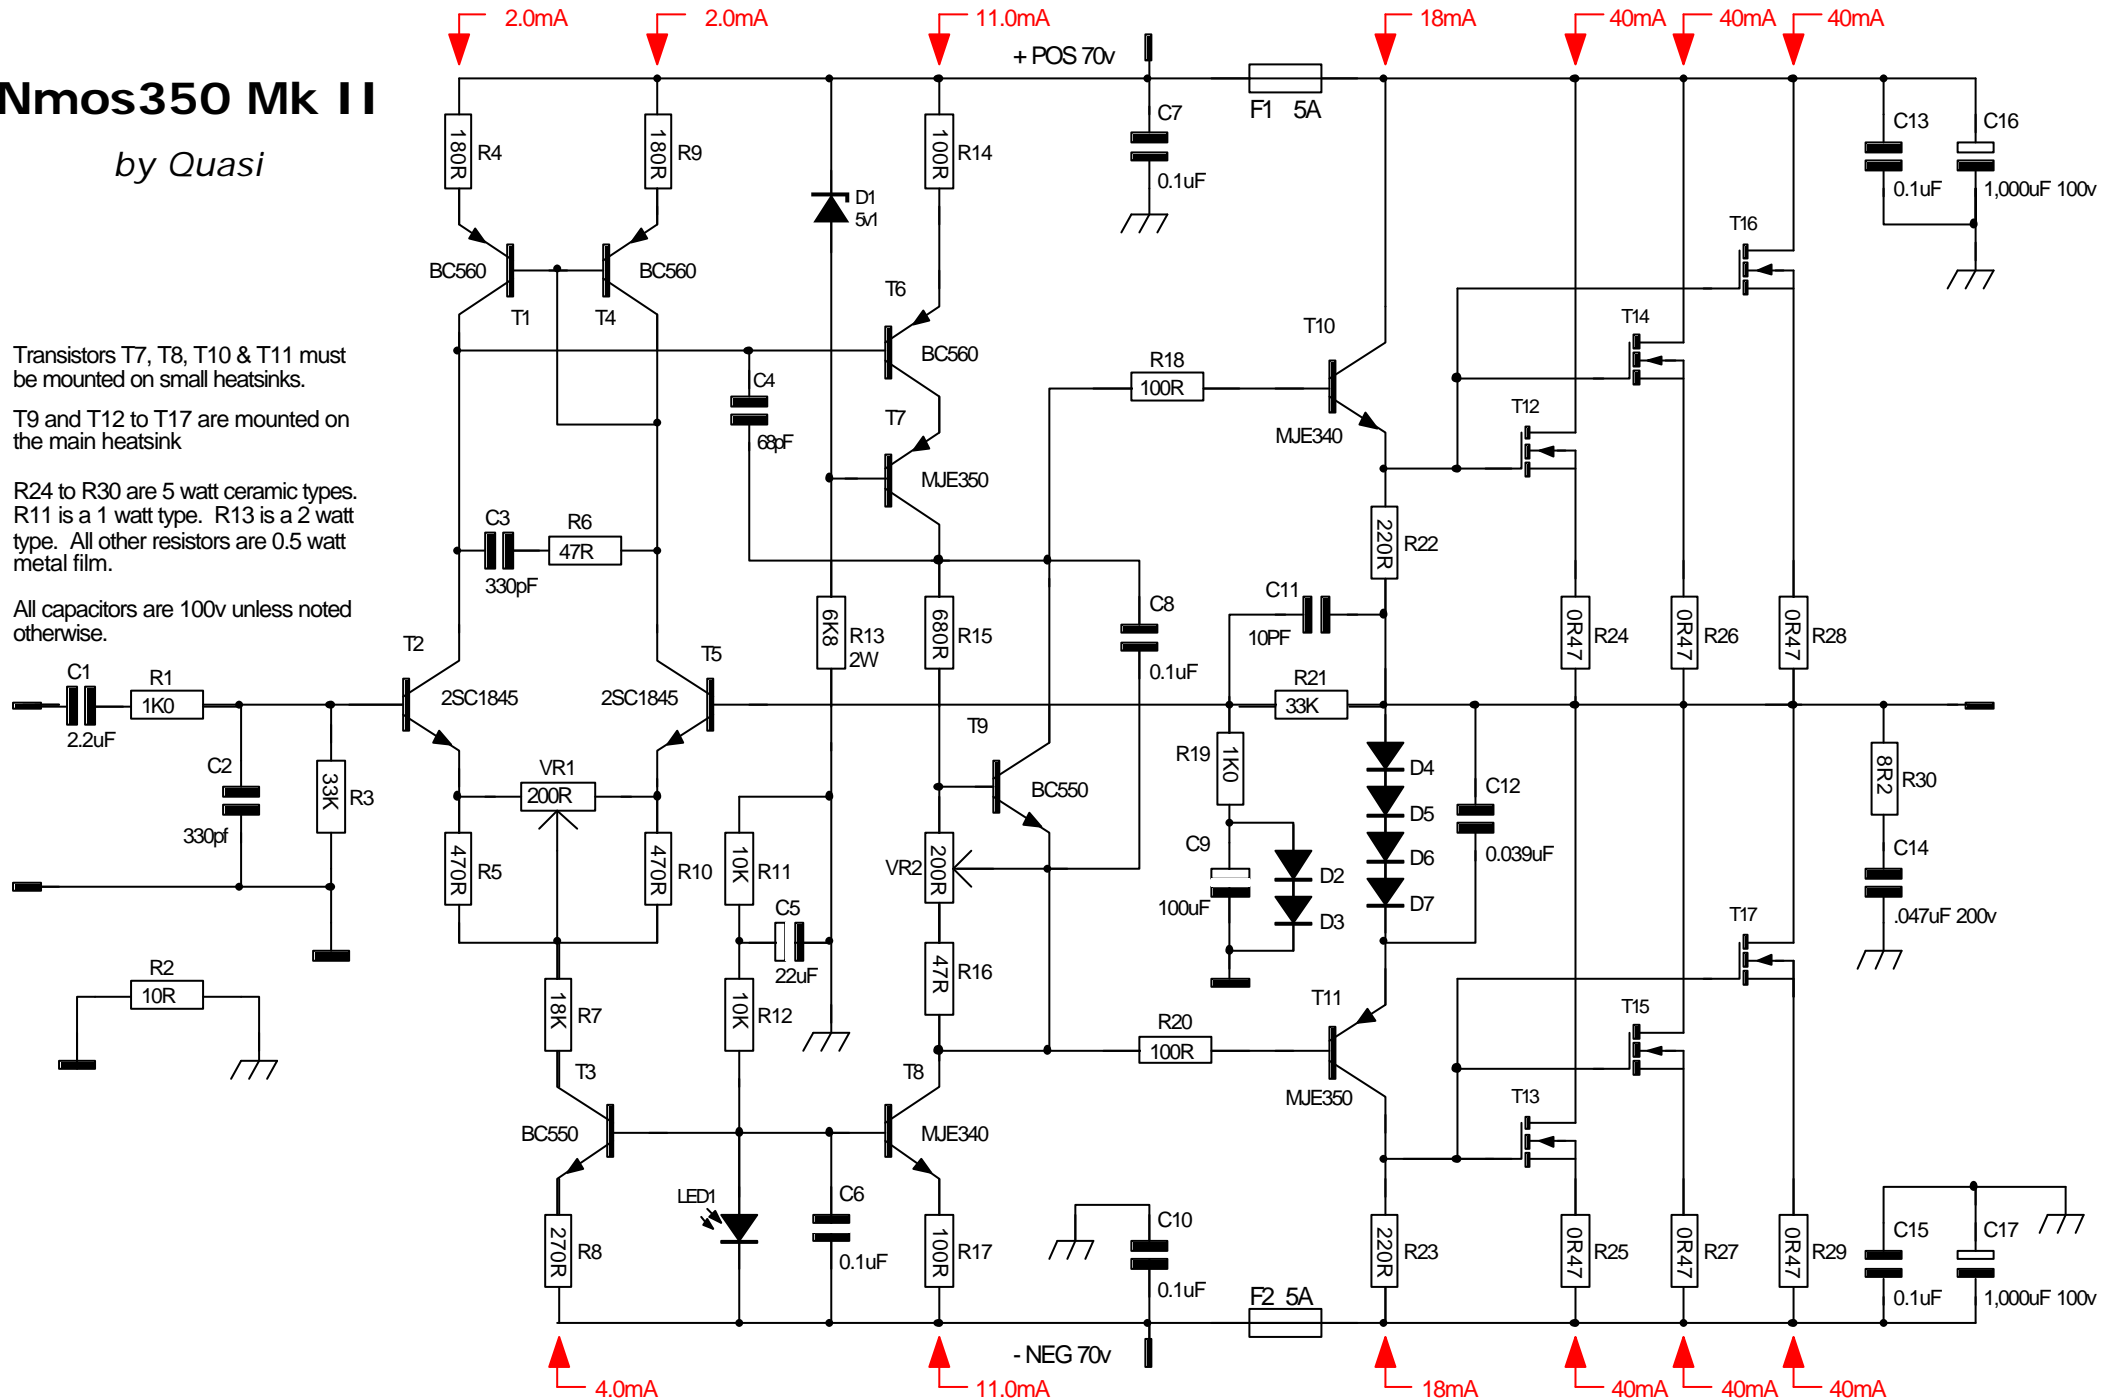 2.0mA
2.0mA
11.0mA
18mA
40mA
40mA
40mA
+ POS 70v
Nmos350 Mk II
by Quasi
R4
180R
R9
180R
R14
100R
C7
0.1uF
F1 5A
C13
0.1uF
C16
1,000uF 100v
D1
5v1
BC560
T1
BC560
T4
T6
BC560
T16
T14
T12
T10
MJE340
R18
100R
Transistors T7, T8, T10 & T11 must
be mounted on small heatsinks.
T9 and T12 to T17 are mounted on
the main heatsink
R24 to R30 are 5 watt ceramic types.
R11 is a 1 watt type. R13 is a 2 watt
type. All other resistors are 0.5 watt
metal film.
All capacitors are 100v unless noted
otherwise.
C4
68pF
T7
MJE350
C3
330pF
R6
47R
R22
220R
C11
10PF
R13
6K8
2W
R15
680R
C8
0.1uF
R24
0R47
R26
0R47
R28
0R47
C1
2.2uF
R1
1K0
T2
2SC1845
T5
2SC1845
R21
33K
T9
BC550
R19
1K0
D4
D5
D6
D7
C12
0.039uF
R30
8R2
C14
.047uF 200v
C2
330pf
R3
33K
VR1
200R
R5
470R
R10
470R
R11
10K
VR2
200R
C9
100uF
D2
D3
C5
22uF
R12
10K
R16
47R
T17
T15
T13
R2
10R
R7
18K
T3
BC550
T8
MJE340
R20
100R
T11
MJE350
LED1
C6
0.1uF
R8
270R
R17
100R
C10
0.1uF
R23
220R
R25
0R47
R27
0R47
R29
0R47
C15
0.1uF
C17
1,000uF 100v
F2 5A
- NEG 70v
4.0mA
11.0mA
18mA
40mA
40mA
40mA